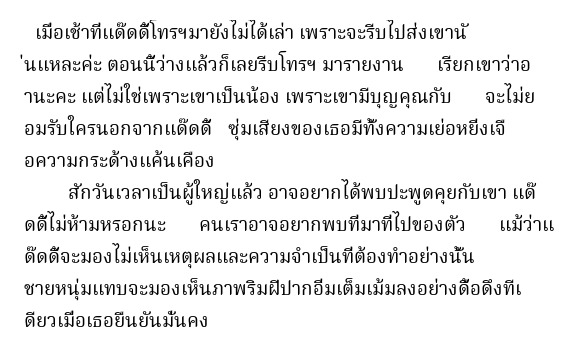 เมื่อเช้าที่แด๊ดดี้โทรฯมายังไม่ได้เล่า เพราะจะรีบไปส่งเขานั
่นแหละค่ะ ตอนนี้ว่างแล้วก็เลยรีบโทรฯ มารายงาน เรียกเขาว่าอ
านะคะ แต่ไม่ใช่เพราะเขาเป็นน้อง เพราะเขามีบุญคุณกับ จะไม่ย
อมรับใครนอกจากแด๊ดดี้ ซุ่มเสียงของเธอมีทั้งความเย่อหยิ่งเจื
อความกระด้างแค้นเคือง
สักวันเวลาเป็นผู้ใหญ่แล้ว อาจอยากได้พบปะพูดคุยกับเขา แด๊
ดดี้ไม่ห้ามหรอกนะ คนเราอาจอยากพบที่มาที่ไปของตัว แม้ว่าแ
ด๊ดดี้จะมองไม่เห็นเหตุผลและความจำเป็นที่ต้องทำอย่างนั้น
ชายหนุ่มแทบจะมองเห็นภาพริมฝีปากอิ่มเต็มเม้มลงอย่างดื้อดึงทีเ
ดียวเมื่อเธอยืนยันมั่นคง